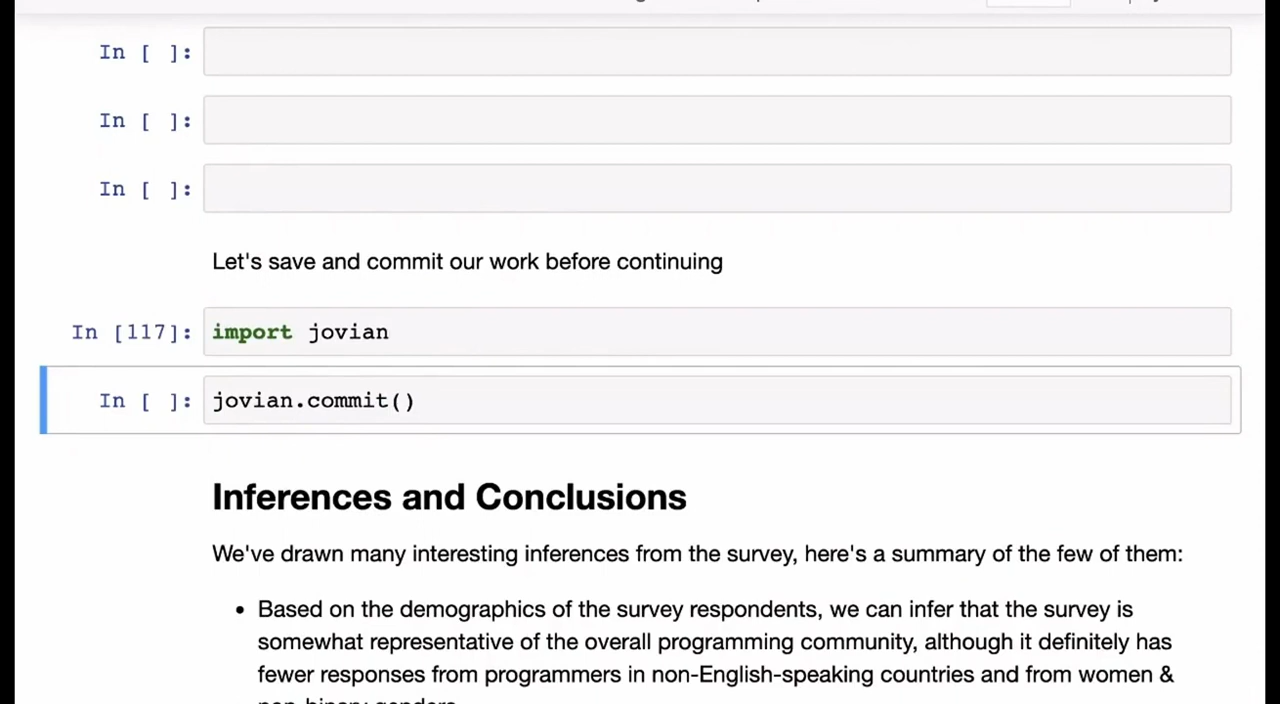 In [ ]:
In [ ]:
In [ ]:
Let's save and commit our work before continuing
In [117]: import jovian
In [ ]: jovian.commit()
Inferences and Conclusions
We've drawn many interesting inferences from the survey, here's a summary of the few of them:
• Based on the demographics of the survey respondents, we can infer that the survey is
somewhat representative of the overall programming community, although it definitely has
fewer responses from programmers in non-English-speaking countries and from women &
non-binary genders